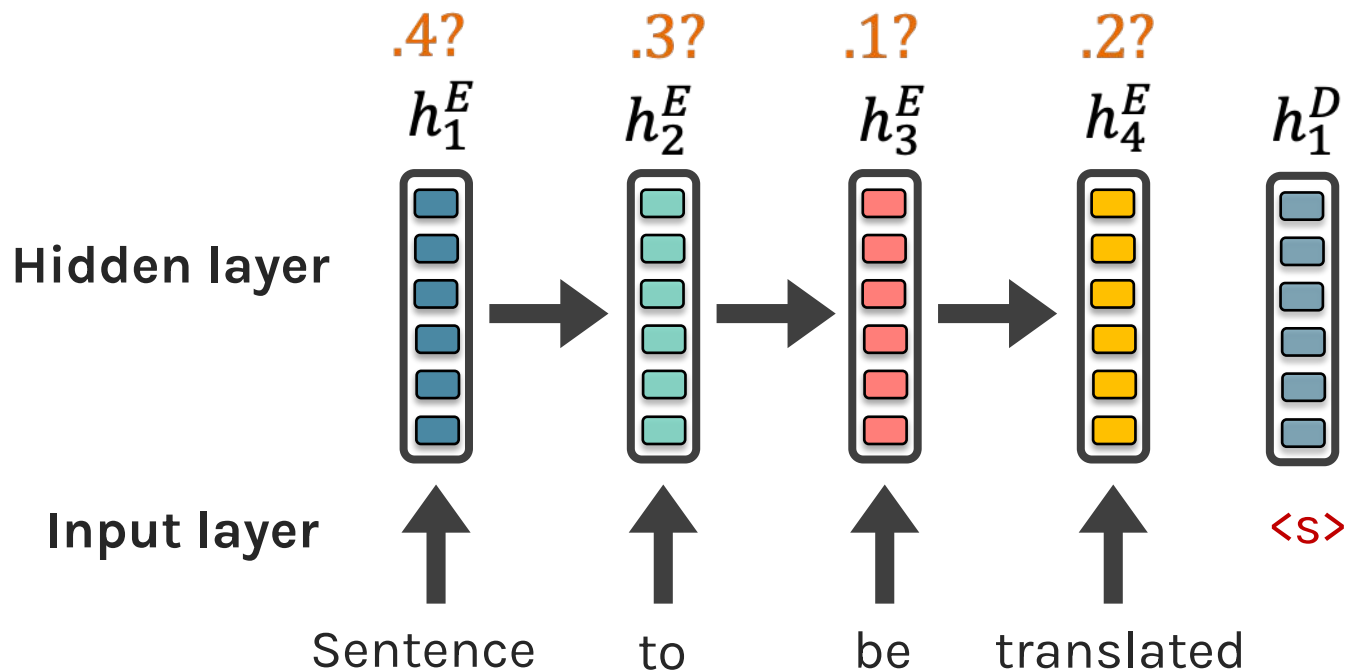 .4? .3? .1? .2?
h_1^E h_2^E h_3^E h_4^E h_1^D
Hidden layer
Input layer <s>
Sentence to be translated